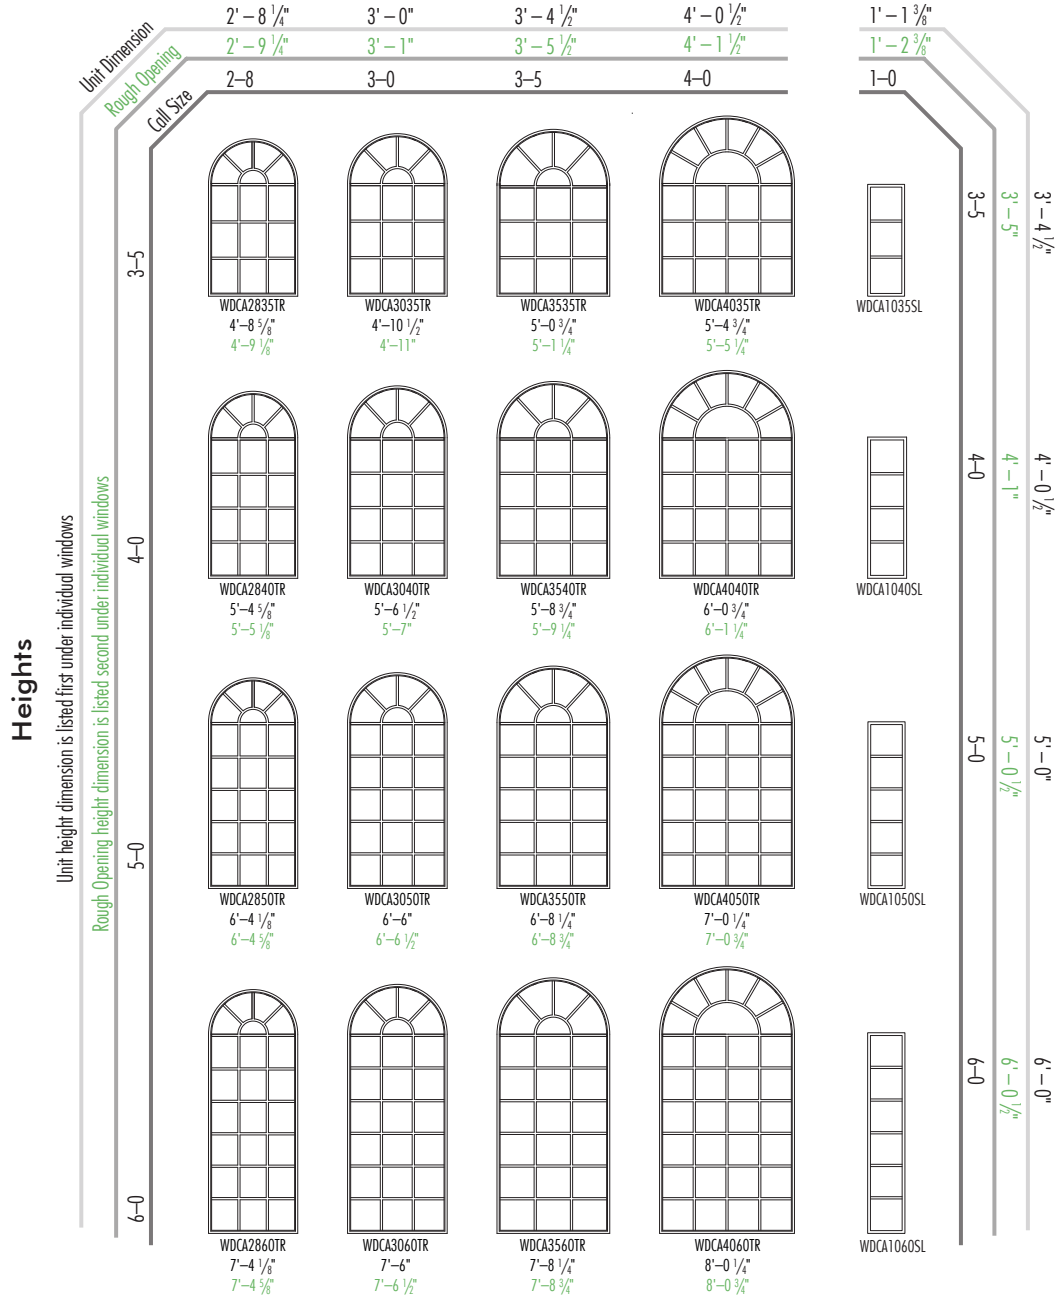 Unit Dimension
2' – 8 1/4" 3' – 0" 3' – 4 1/2" 4' – 0 1/2" 1' – 1 3/8"
Rough Opening
2' – 9 1/4" 3' – 1" 3' – 5 1/2" 4' – 1 1/2" 1' – 2 3/8"
Call Size
2–8 3–0 3–5 4–0 1–0
Heights
Unit height dimension is listed first under individual windows
Rough Opening height dimension is listed second under individual windows
3–5 3–5 3' – 5" 3' – 4 1/2"
WDCA2835TR WDCA3035TR WDCA3535TR WDCA4035TR WDCA1035SL
4'–8 5/8" 4'–10 1/2" 5'–0 3/4" 5'–4 3/4"
4'–9 1/8" 4'–11" 5'–1 1/4" 5'–5 1/4"
4–0 4–0 4' – 1" 4' – 0 1/2"
WDCA2840TR WDCA3040TR WDCA3540TR WDCA4040TR WDCA1040SL
5'–4 5/8" 5'–6 1/2" 5'–8 3/4" 6'–0 3/4"
5'–5 1/8" 5'–7" 5'–9 1/4" 6'–1 1/4"
5–0 5–0 5' – 0 1/2" 5' – 0"
WDCA2850TR WDCA3050TR WDCA3550TR WDCA4050TR WDCA1050SL
6'–4 1/8" 6'–6" 6'–8 1/4" 7'–0 1/4"
6'–4 5/8" 6'–6 1/2" 6'–8 3/4" 7'–0 3/4"
6–0 6–0 6' – 0 1/2" 6' – 0"
WDCA2860TR WDCA3060TR WDCA3560TR WDCA4060TR WDCA1060SL
7'–4 1/8" 7'–6" 7'–8 1/4" 8'–0 1/4"
7'–4 5/8" 7'–6 1/2" 7'–8 3/4" 8'–0 3/4"